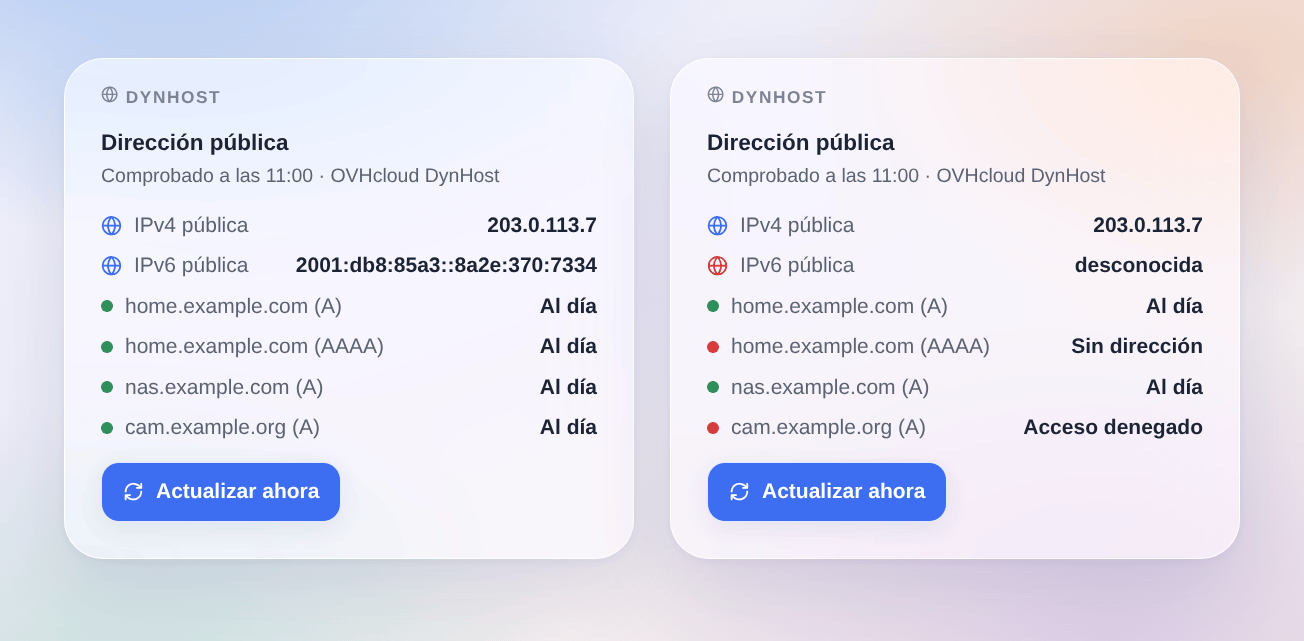 DYNHOST
Dirección pública
Comprobado a las 11:00 · OVHcloud DynHost
IPv4 pública 203.0.113.7
IPv6 pública 2001:db8:85a3::8a2e:370:7334
home.example.com (A) Al día
home.example.com (AAAA) Al día
nas.example.com (A) Al día
cam.example.org (A) Al día
Actualizar ahora
DYNHOST
Dirección pública
Comprobado a las 11:00 · OVHcloud DynHost
IPv4 pública 203.0.113.7
IPv6 pública desconocida
home.example.com (A) Al día
home.example.com (AAAA) Sin dirección
nas.example.com (A) Al día
cam.example.org (A) Acceso denegado
Actualizar ahora